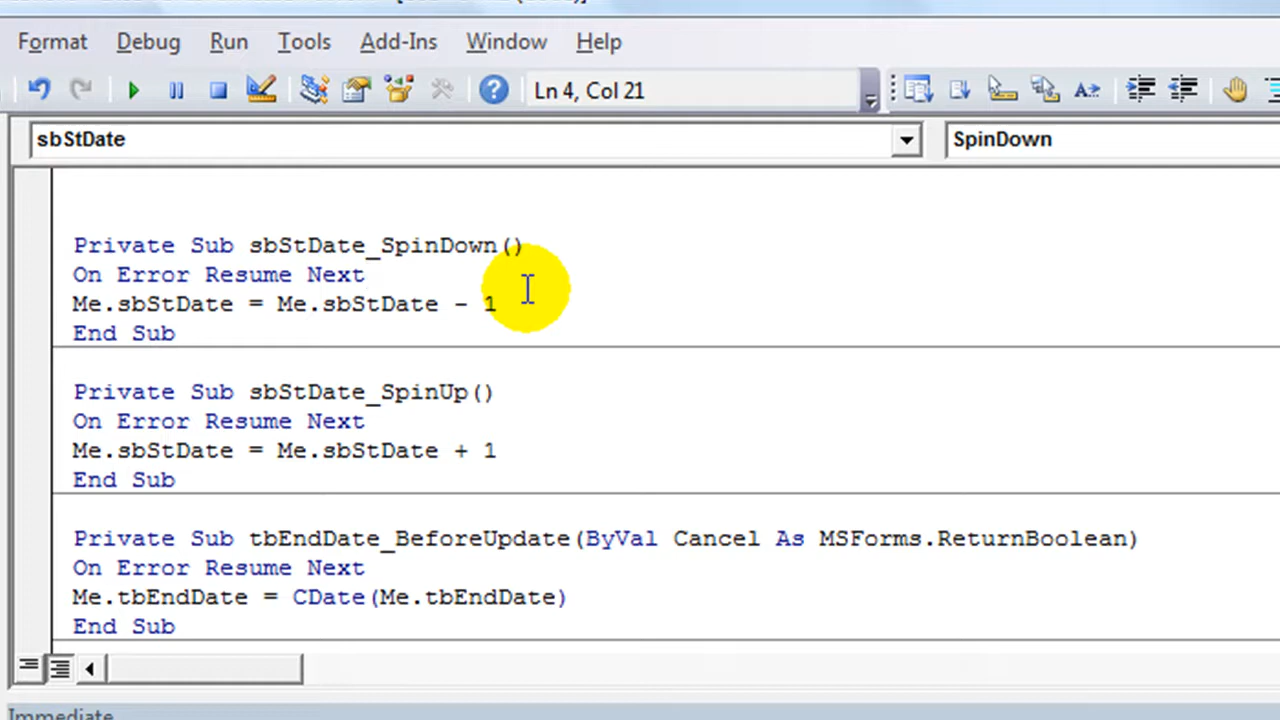 Format Debug Run Tools Add-Ins Window Help
Ln 4, Col 21
sbStDate SpinDown
Private Sub sbStDate_SpinDown()
On Error Resume Next
Me.sbStDate = Me.sbStDate - 1
End Sub
Private Sub sbStDate_SpinUp()
On Error Resume Next
Me.sbStDate = Me.sbStDate + 1
End Sub
Private Sub tbEndDate_BeforeUpdate(ByVal Cancel As MSForms.ReturnBoolean)
On Error Resume Next
Me.tbEndDate = CDate(Me.tbEndDate)
End Sub
Immediate